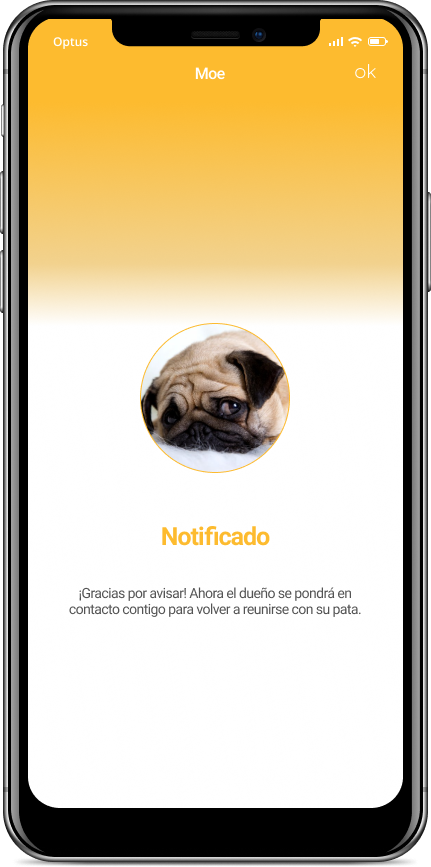 Optus
Moe
ok
Notificado
¡Gracias por avisar! Ahora el dueño se pondrá en
contacto contigo para volver a reunirse con su pata.